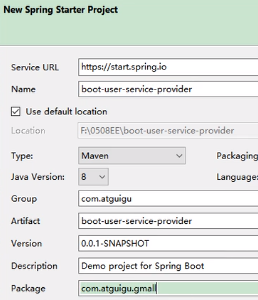 New Spring Starter Project
Service URL https://start.spring.io
Name boot-user-service-provider
Use default location
Location F:\0508EE\boot-user-service-provider
Type: Maven Packaging
Java Version: 8 Language:
Group com.atguigu
Artifact boot-user-service-provider
Version 0.0.1-SNAPSHOT
Description Demo project for Spring Boot
Package com.atguigu.gmall